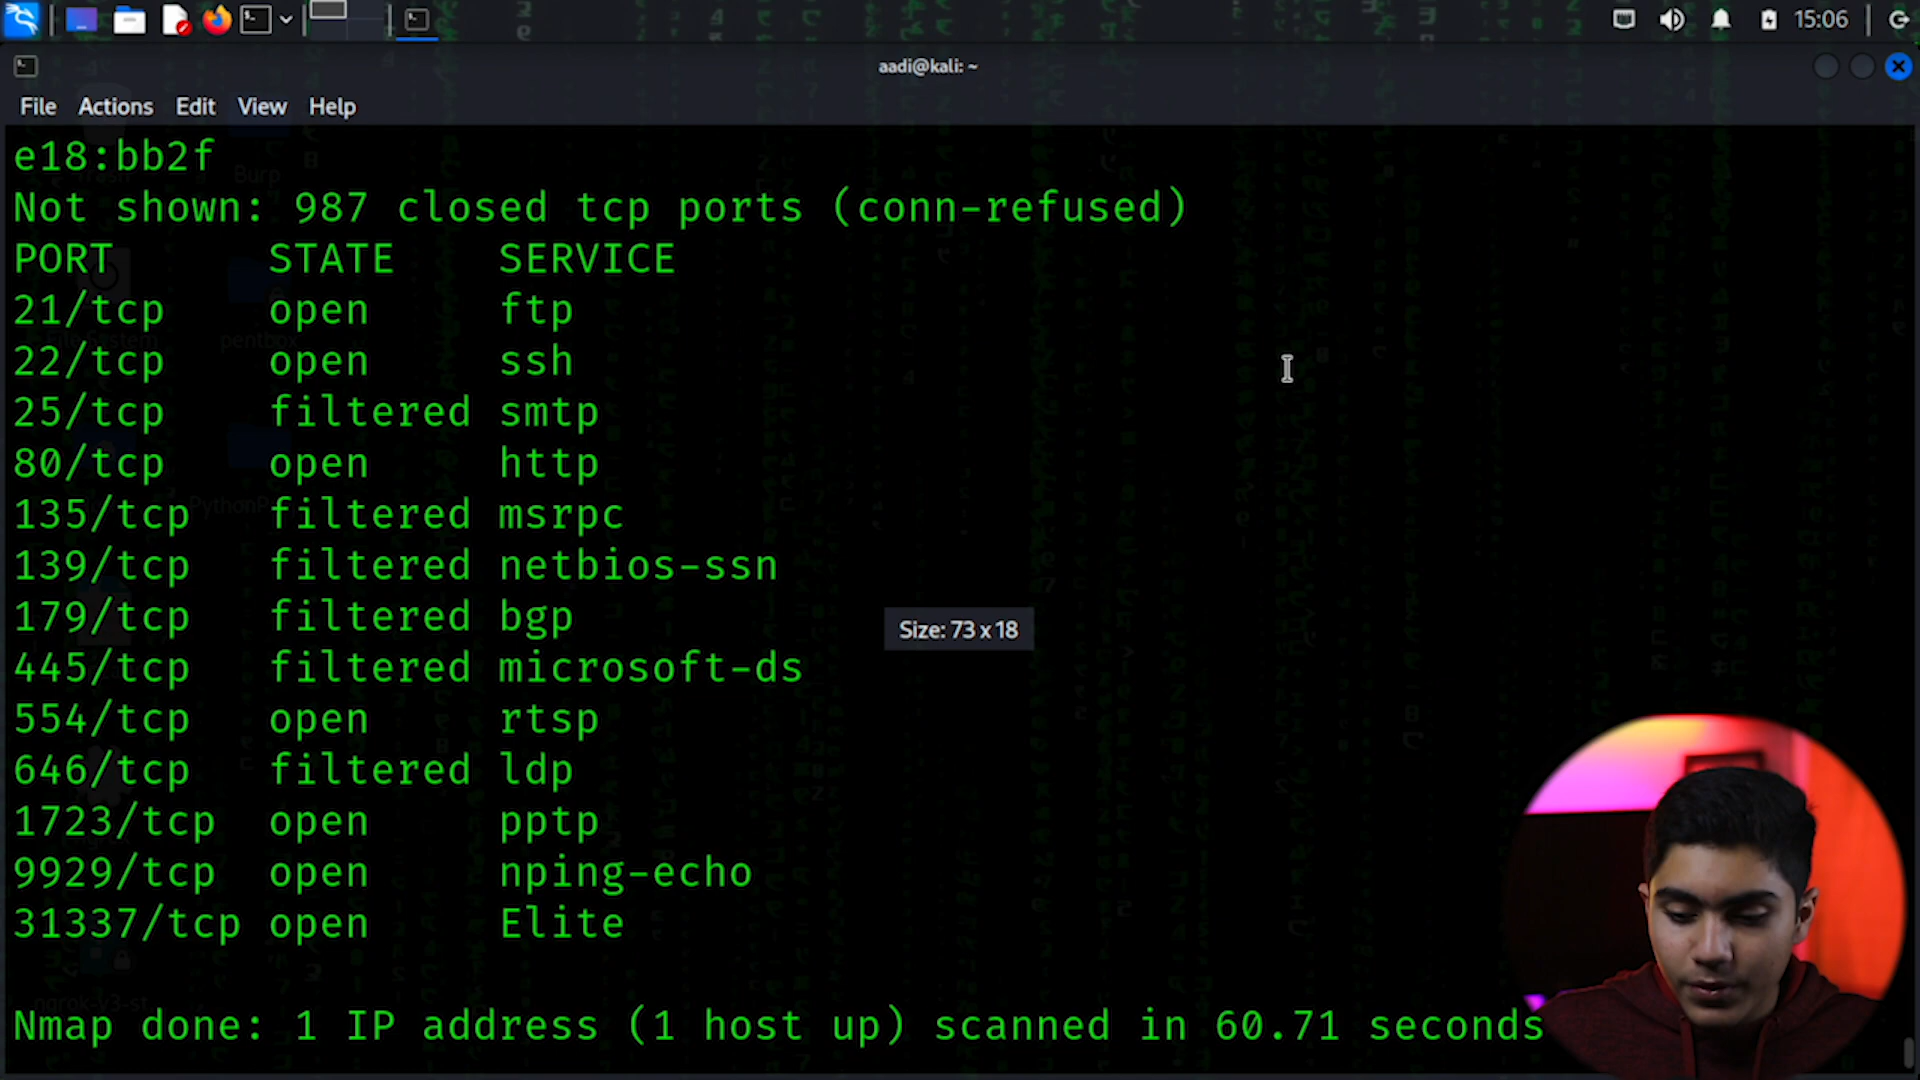 15:06
aadi@kali: ~
File Actions Edit View Help
e18:bb2f
Not shown: 987 closed tcp ports (conn-refused)
PORT STATE SERVICE
21/tcp open ftp
22/tcp open ssh
25/tcp filtered smtp
80/tcp open http
135/tcp filtered msrpc
139/tcp filtered netbios-ssn
179/tcp filtered bgp
Size: 73 x 18
445/tcp filtered microsoft-ds
554/tcp open rtsp
646/tcp filtered ldp
1723/tcp open pptp
9929/tcp open nping-echo
31337/tcp open Elite
Nmap done: 1 IP address (1 host up) scanned in 60.71 seconds